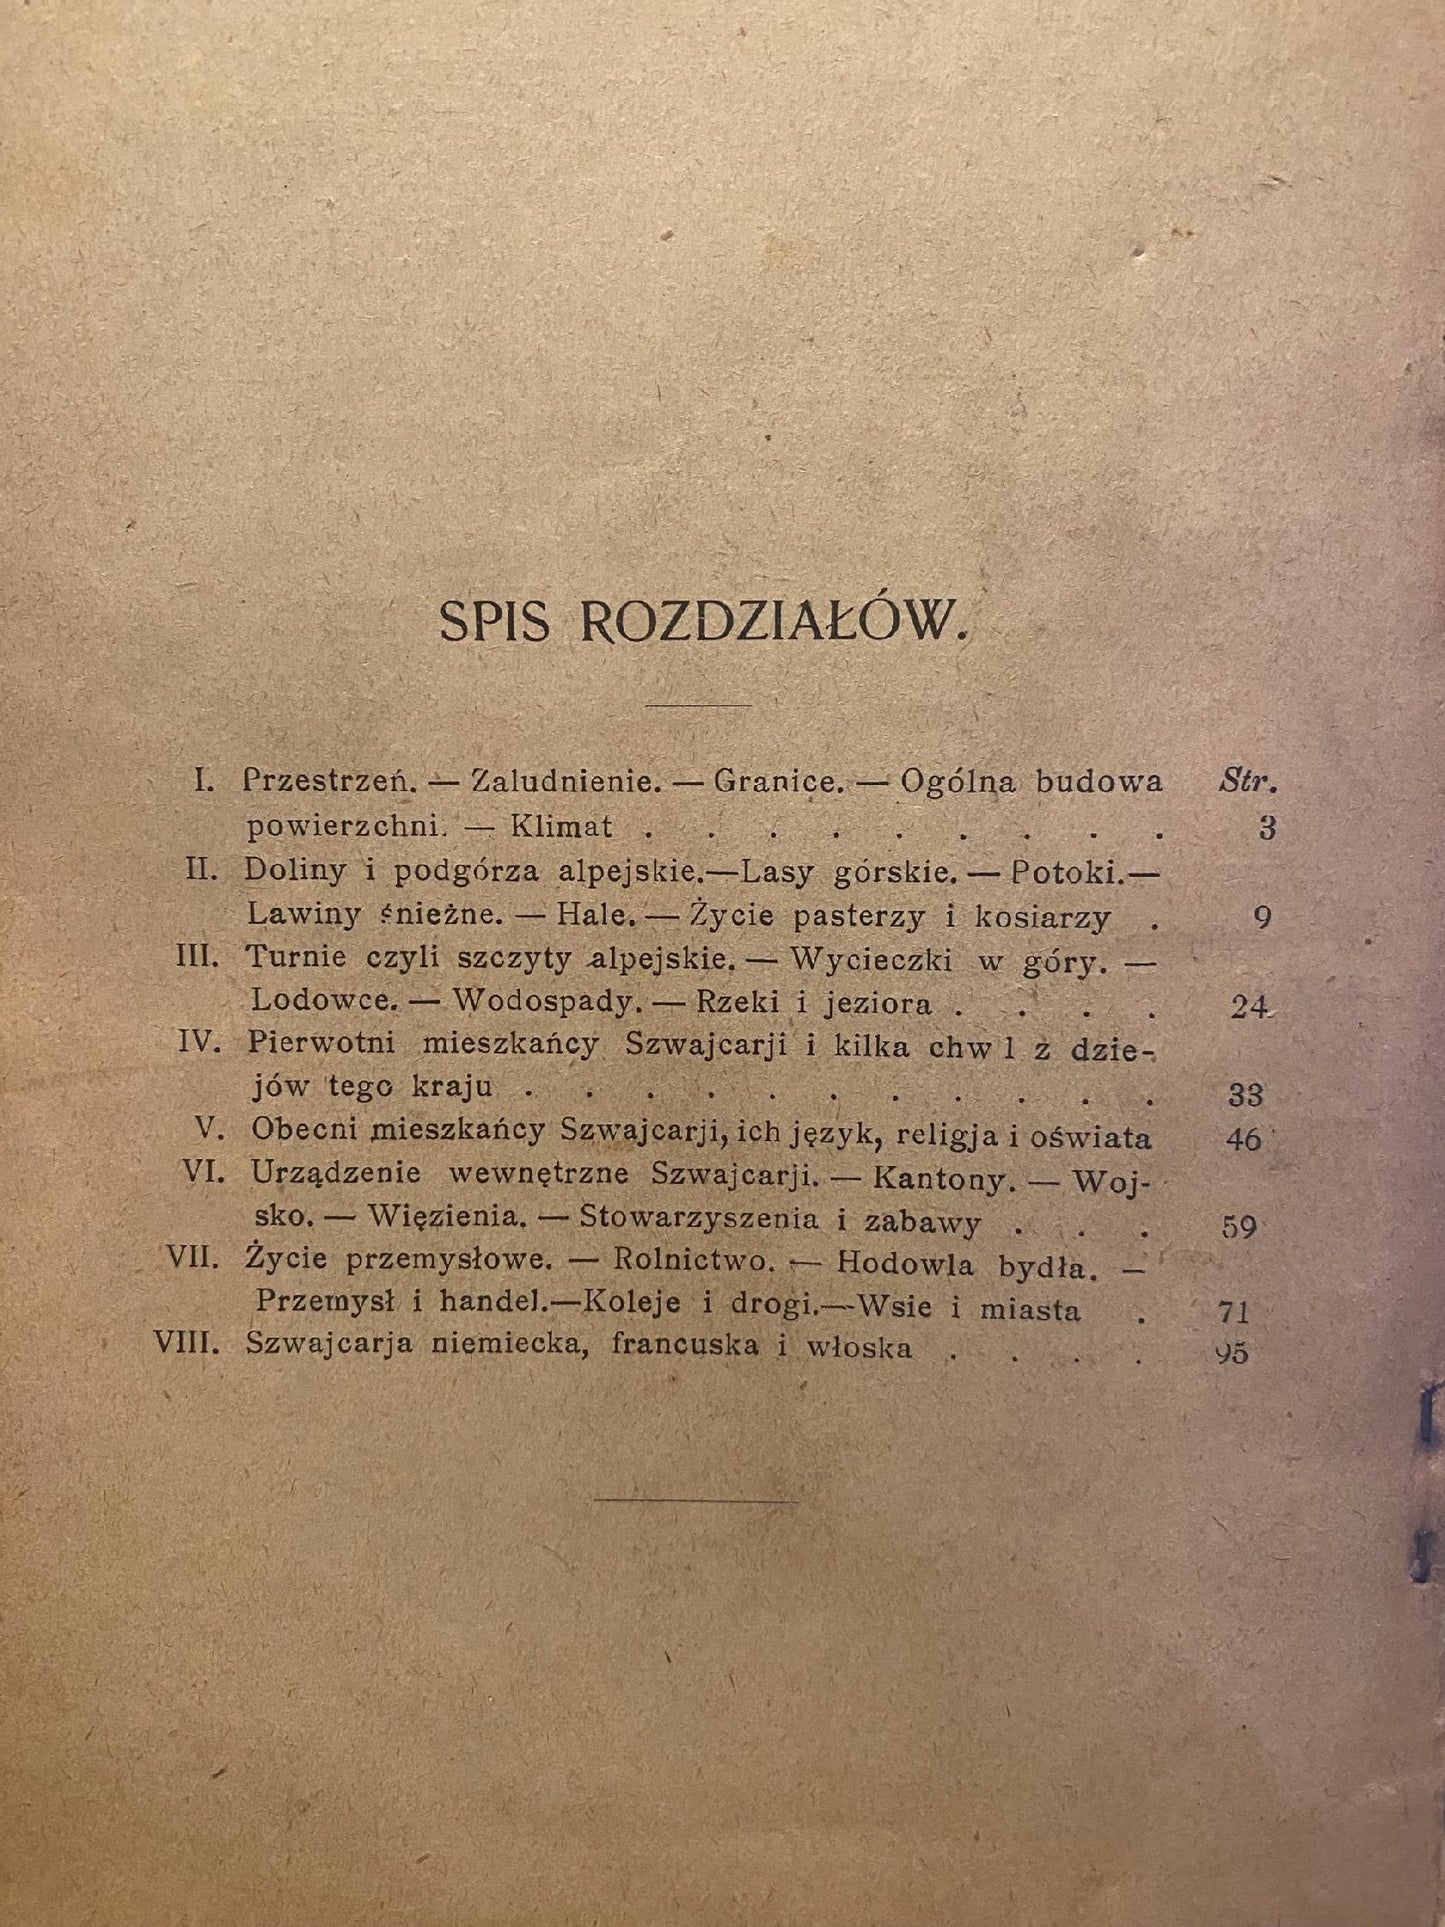 SPIS ROZDZIAŁÓW.
I. Przestrzeń. — Zaludnienie. — Granice. — Ogólna budowa Str.
powierzchni. — Klimat . . . . . . . . . 3
II. Doliny i podgórza alpejskie.—Lasy górskie. — Potoki.—
Lawiny śnieżne. — Hale. — Życie pasterzy i kosiarzy . 9
III. Turnie czyli szczyty alpejskie. — Wycieczki w góry. —
Lodowce. — Wodospady. — Rzeki i jeziora . . . . 24
IV. Pierwotni mieszkańcy Szwajcarji i kilka chw l z dzie-
jów tego kraju . . . . . . . . . . . 33
V. Obecni mieszkańcy Szwajcarji, ich język, religja i oświata 46
VI. Urządzenie wewnętrzne Szwajcarji. — Kantony. — Woj-
sko. — Więzienia. — Stowarzyszenia i zabawy . . . 59
VII. Życie przemysłowe. — Rolnictwo. — Hodowla bydła. —
Przemysł i handel.—Koleje i drogi.—Wsie i miasta . 71
VIII. Szwajcarja niemiecka, francuska i włoska . . . . 95